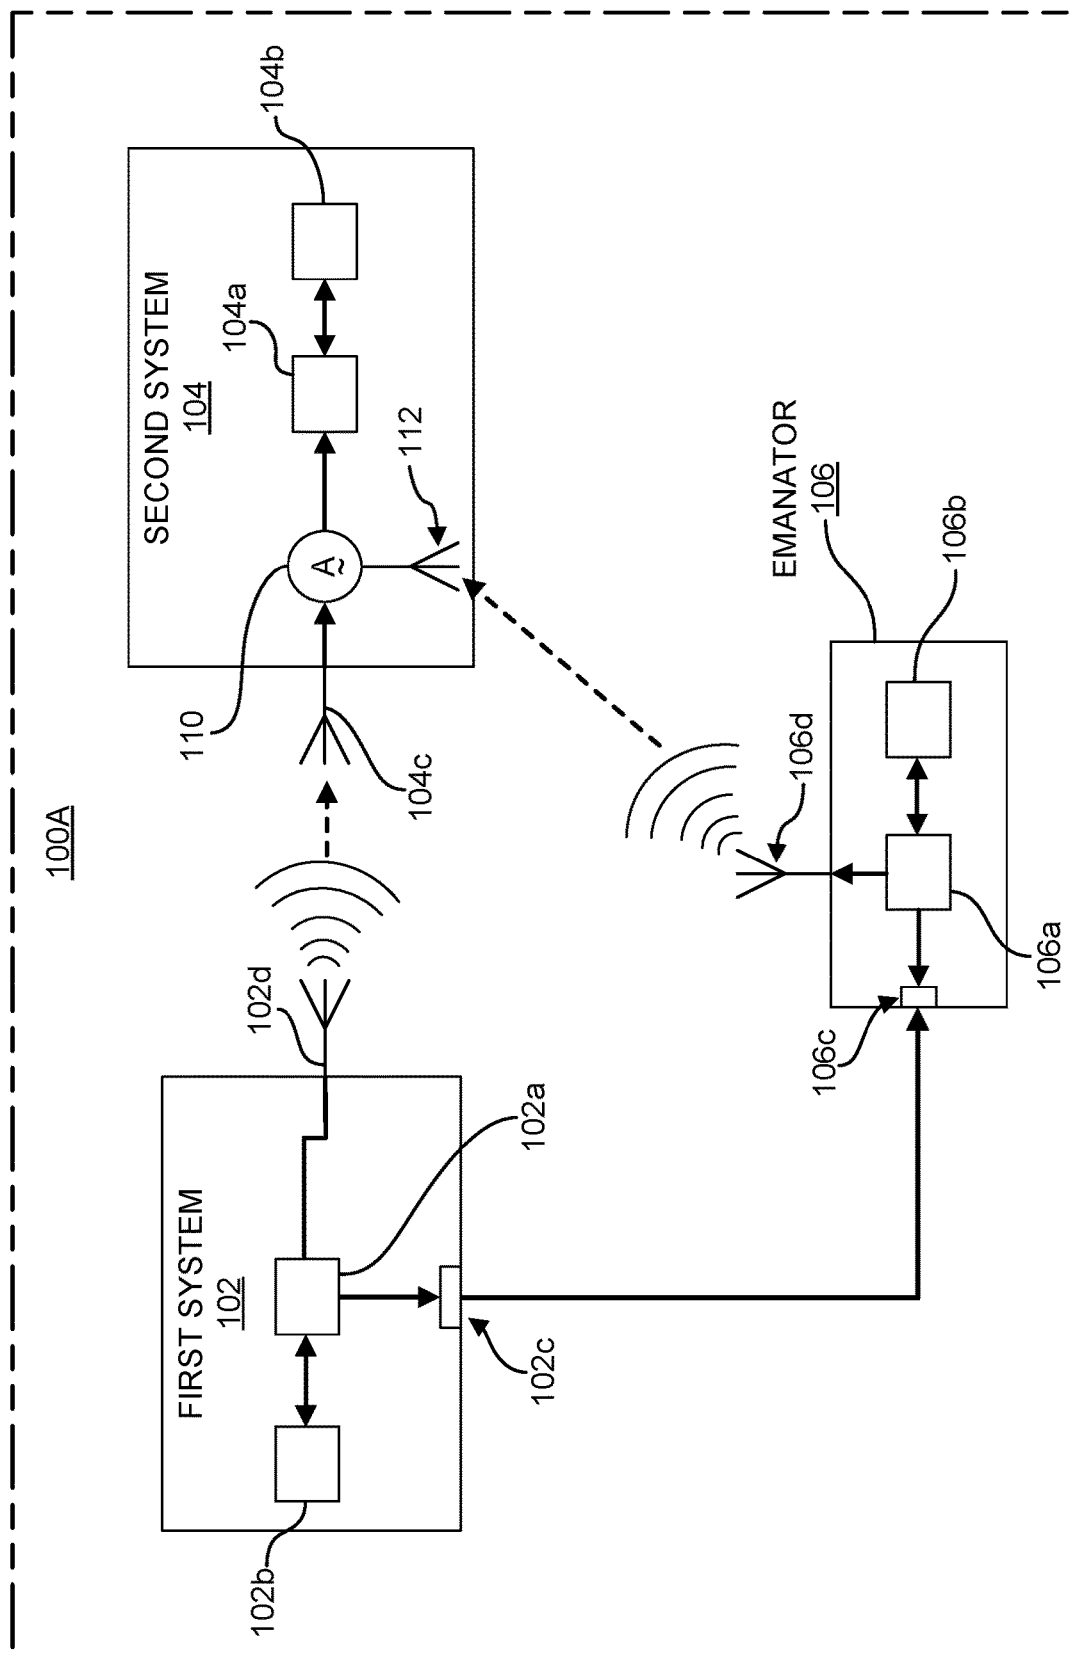 100A
FIRST SYSTEM
102
102b
102a
102c
102d
SECOND SYSTEM
104
104a
104b
104c
110
112
A
~
EMANATOR
106
106a
106b
106c
106d